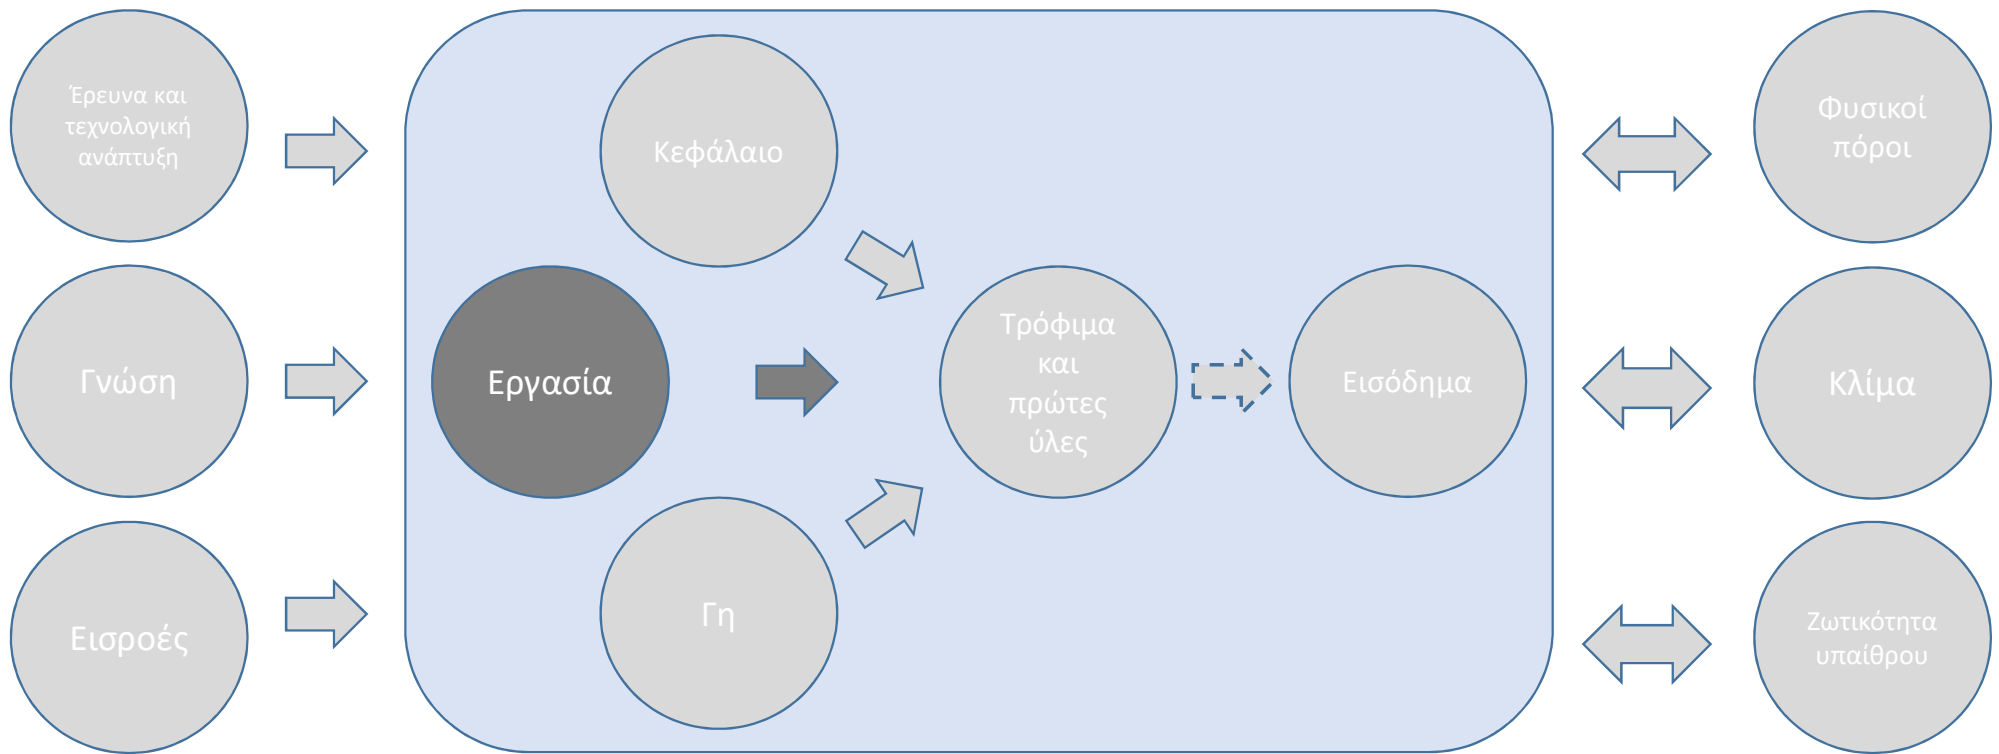 Έρευνα και
τεχνολογική
ανάπτυξη
Γνώση
Εισροές
Κεφάλαιο
Εργασία
Γη
Τρόφιμα
και
πρώτες
ύλες
Εισόδημα
Φυσικοί
πόροι
Κλίμα
Ζωτικότητα
υπαίθρου